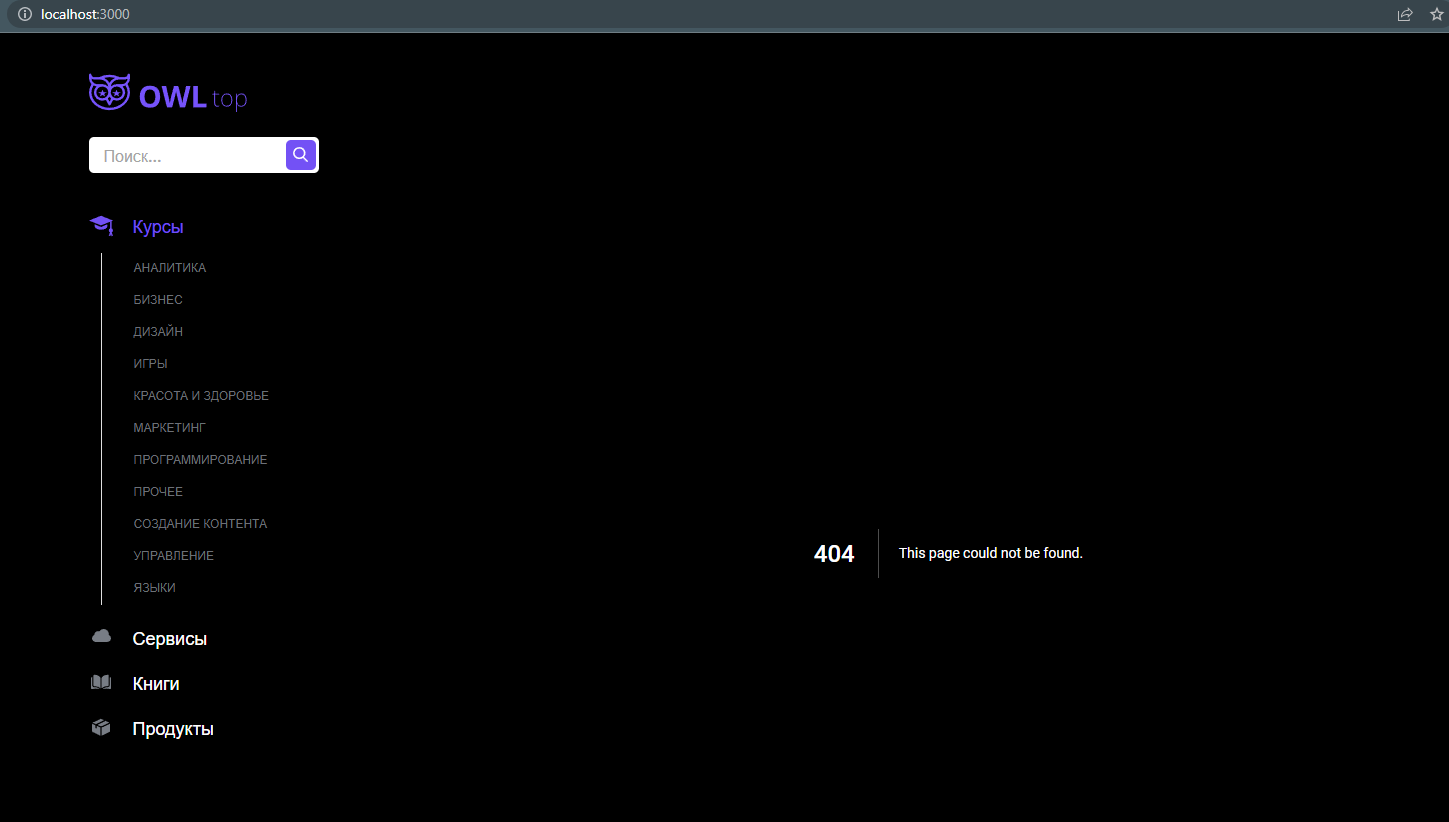 localhost:3000
OWL top
Поиск...
Курсы
АНАЛИТИКА
БИЗНЕС
ДИЗАЙН
ИГРЫ
КРАСОТА И ЗДОРОВЬЕ
МАРКЕТИНГ
ПРОГРАММИРОВАНИЕ
ПРОЧЕЕ
СОЗДАНИЕ КОНТЕНТА
УПРАВЛЕНИЕ
ЯЗЫКИ
Сервисы
Книги
Продукты
404
This page could not be found.